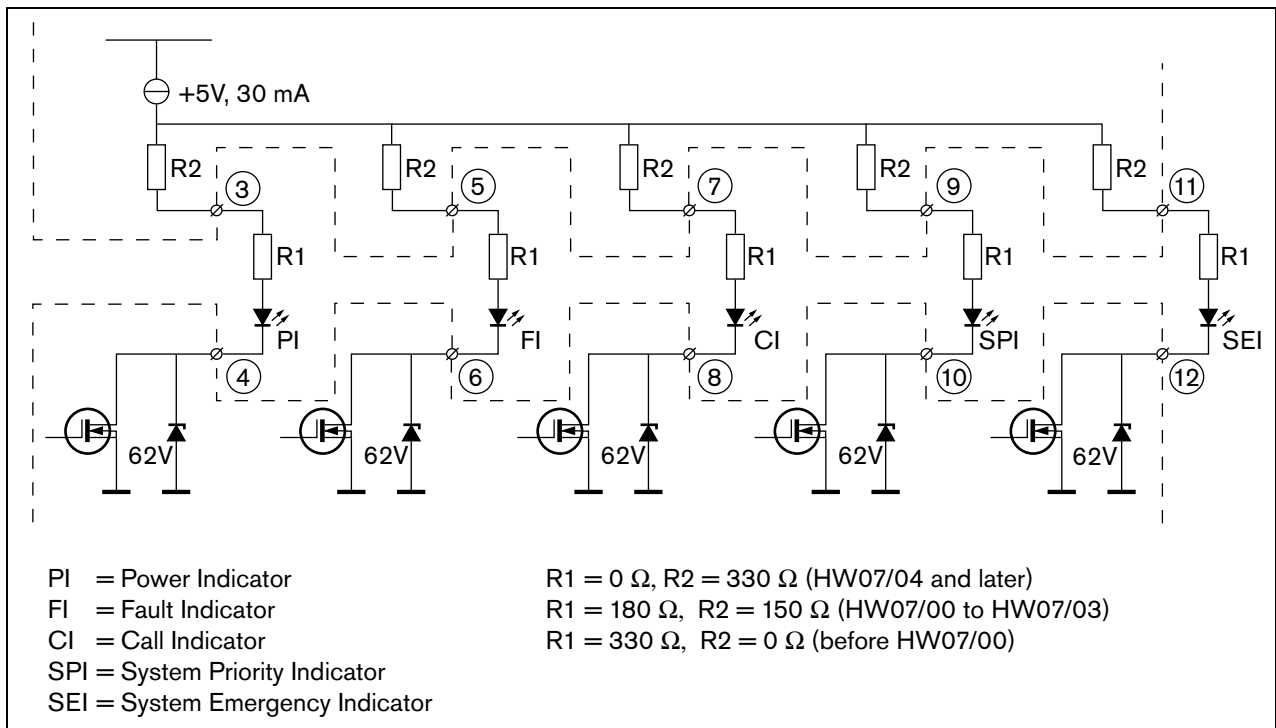 +5V, 30 mA
R2 R2 R2 R2 R2
3 5 7 9 11
R1 R1 R1 R1 R1
PI FI CI SPI SEI
4 6 8 10 12
62V 62V 62V 62V 62V
PI = Power Indicator
FI = Fault Indicator
CI = Call Indicator
SPI = System Priority Indicator
SEI = System Emergency Indicator
R1 = 0 Ω, R2 = 330 Ω (HW07/04 and later)
R1 = 180 Ω, R2 = 150 Ω (HW07/00 to HW07/03)
R1 = 330 Ω, R2 = 0 Ω (before HW07/00)